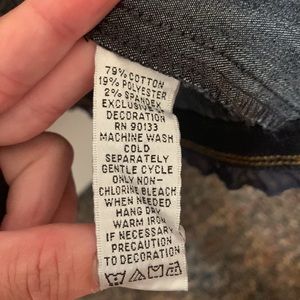 79% COTTON
19% POLYESTER
2% SPANDEX
EXCLUSIVE OF
DECORATION
RN 90133
MACHINE WASH
COLD
SEPARATELY
GENTLE CYCLE
ONLY NON-
CHLORINE BLEACH
WHEN NEEDED
HANG DRY
WARM IRON
IF NECESSARY
PRECAUTION
TO DECORATION